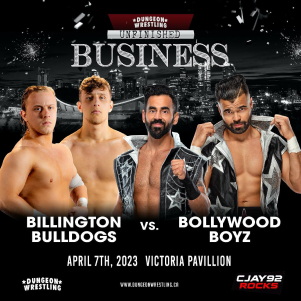 ★DUNGEON★
WRESTLING
UNFINISHED
BUSINESS
BILLINGTON
BULLDOGS
VS.
BOLLYWOOD
BOYZ
APRIL 7TH, 2023 VICTORIA PAVILLION
★DUNGEON★
WRESTLING
WWW.DUNGEONWRESTLING.CH
CJAY92
ROCKS